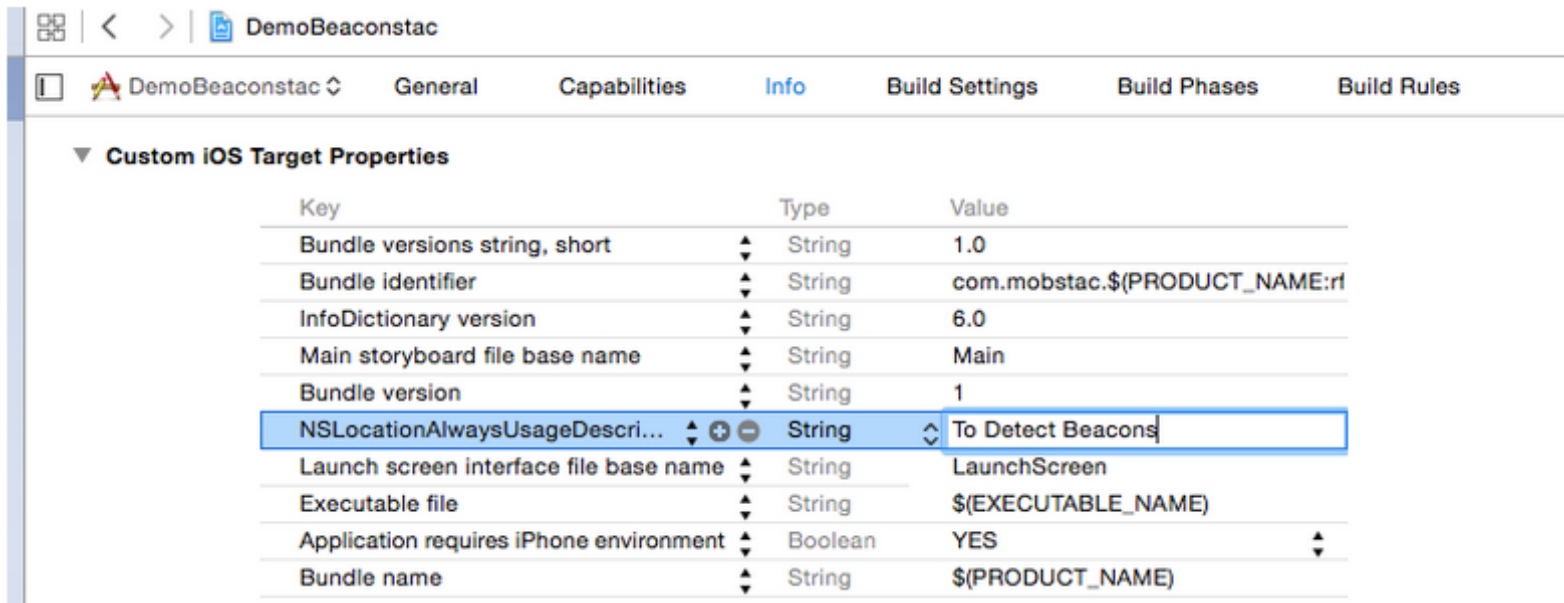 DemoBeaconstac
DemoBeaconstac General Capabilities Info Build Settings Build Phases Build Rules
Custom iOS Target Properties
Key Type Value
Bundle versions string, short String 1.0
Bundle identifier String com.mobstac.$(PRODUCT_NAME:rf
InfoDictionary version String 6.0
Main storyboard file base name String Main
Bundle version String 1
NSLocationAlwaysUsageDescri... String To Detect Beacons
Launch screen interface file base name String LaunchScreen
Executable file String $(EXECUTABLE_NAME)
Application requires iPhone environment Boolean YES
Bundle name String $(PRODUCT_NAME)